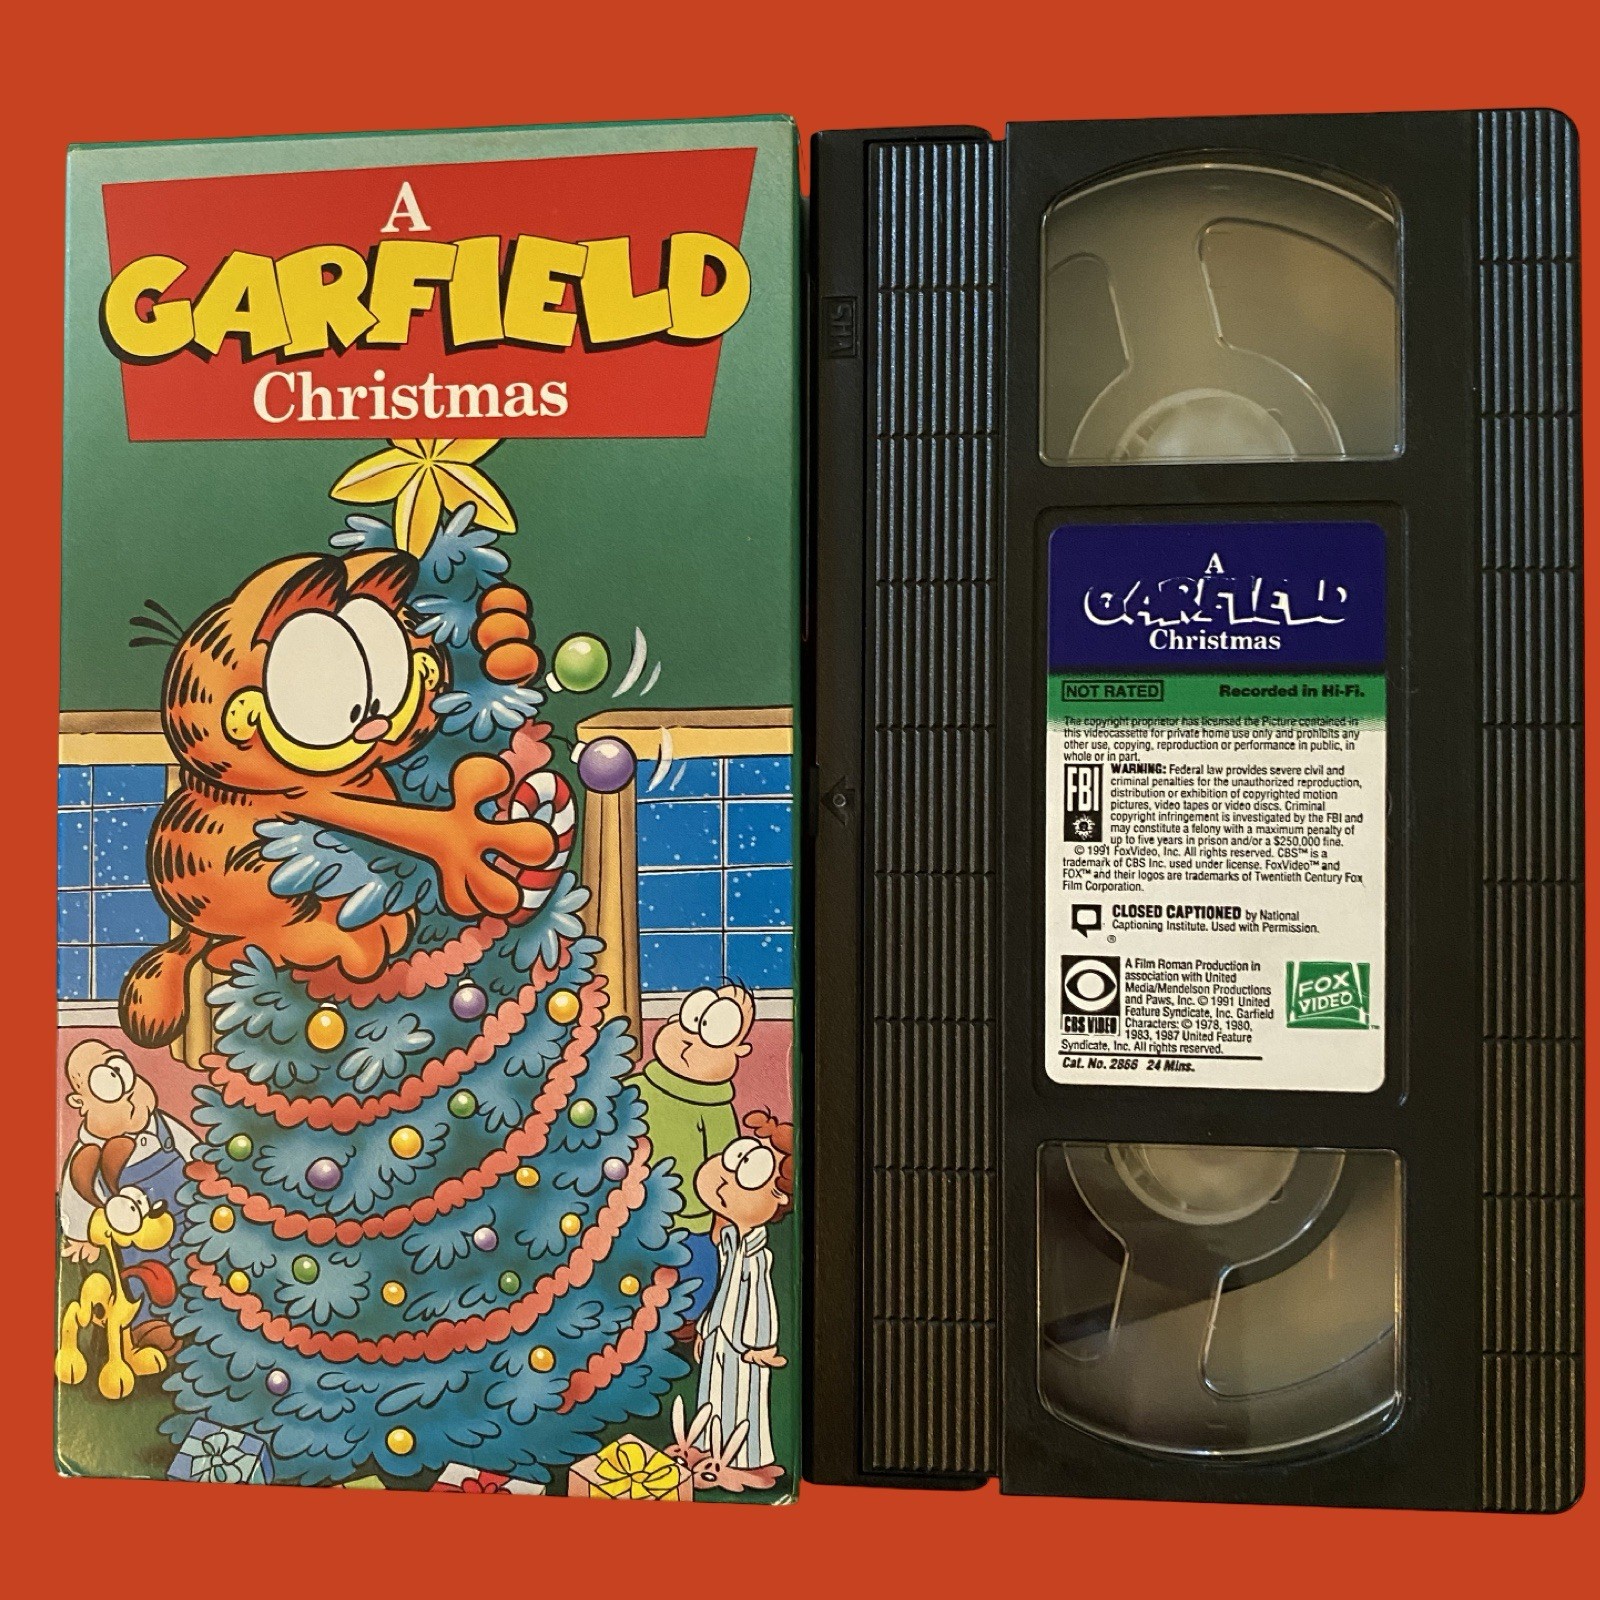 A
GARFIELD
Christmas
SHA
A
GARFIELD
Christmas
NOT RATED
Recorded in Hi-Fi.
The copyright proprietor has licensed the Picture contained in
this videocassette for private home use only and prohibits any
other use, copying, reproduction or performance in public, in
whole or in part.
FBI
WARNING: Federal law provides severe civil and
criminal penalties for the unauthorized reproduction,
distribution or exhibition of copyrighted motion
pictures, video tapes or video discs. Criminal
copyright infringement is investigated by the FBI and
may constitute a felony with a maximum penalty of
up to five years in prison and/or a $250,000 fine.
© 1991 FoxVideo, Inc. All rights reserved. CBS™ is a
trademark of CBS Inc. used under license. FoxVideo™ and
FOX™ and their logos are trademarks of Twentieth Century Fox
Film Corporation.
CLOSED CAPTIONED by National
Captioning Institute. Used with Permission.
®
A Film Roman Production in
association with United
Media/Mendelson Productions
and Paws, Inc. © 1991 United
Feature Syndicate, Inc. Garfield
Characters: © 1978, 1980,
1983, 1987 United Feature
Syndicate, Inc. All rights reserved.
CBS VIDEO
FOX
VIDEO™
Cat. No. 2866 24 Mins.